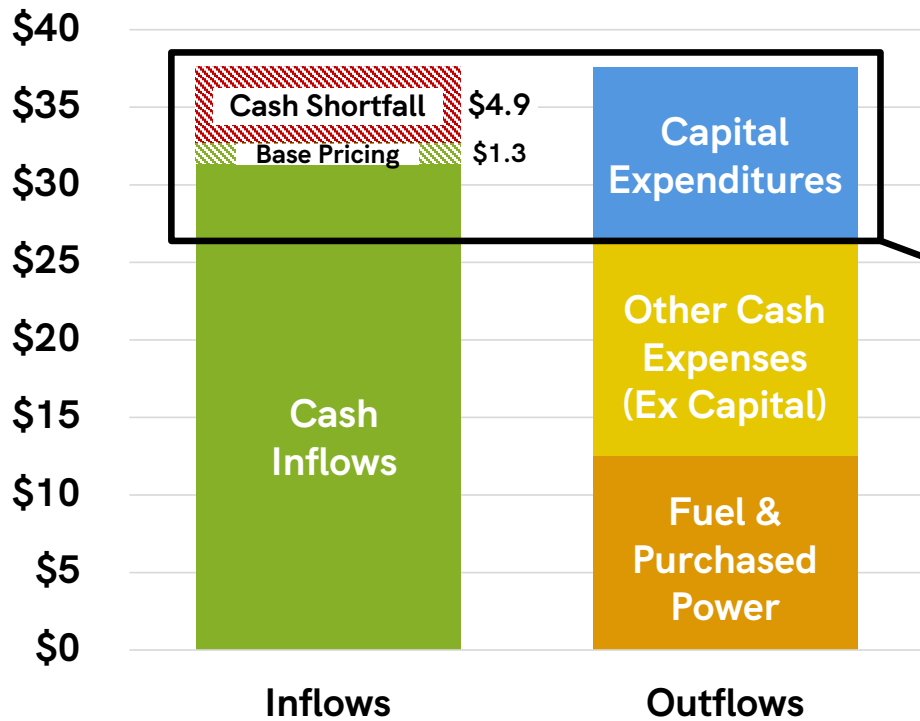 $40
$35
$30
$25
$20
$15
$10
$5
$0
Cash Shortfall
$4.9
Base Pricing
$1.3
Cash
Inflows
Capital
Expenditures
Other Cash
Expenses
(Ex Capital)
Fuel &
Purchased
Power
Inflows
Outflows